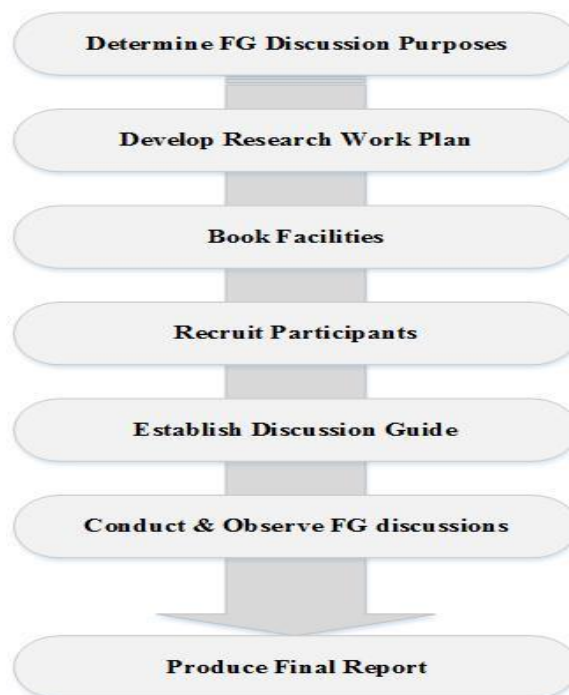 Determine FG Discussion Purposes
Develop Research Work Plan
Book Facilities
Recruit Participants
Establish Discussion Guide
Conduct & Observe FG discussions
Produce Final Report